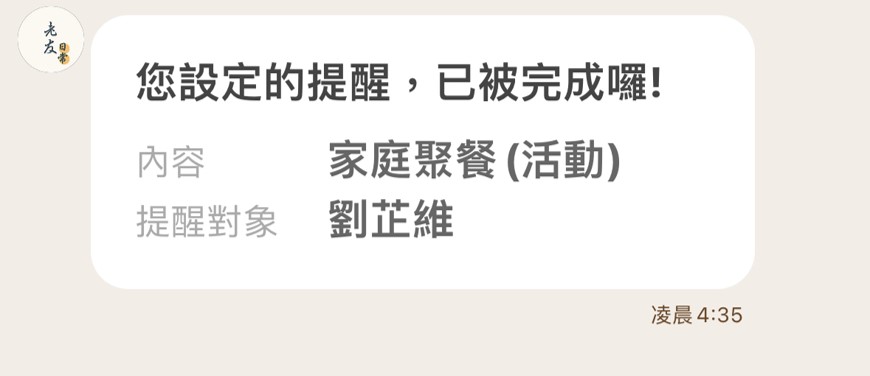 老友
日常
您設定的提醒，已被完成囉!
內容 家庭聚餐 (活動)
提醒對象 劉芷維
凌晨 4:35